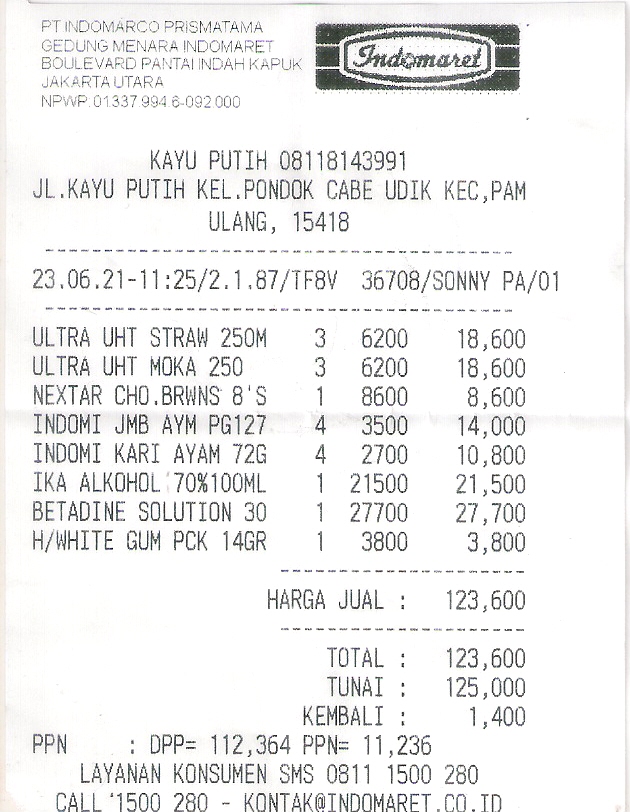 PT INDOMARCO PRISMATAMA
GEDUNG MENARA INDOMARET
BOULEVARD PANTAI INDAH KAPUK
JAKARTA UTARA
NPWP:01337.994.6-092.000
Indomaret
KAYU PUTIH 08118143991
JL.KAYU PUTIH KEL.PONDOK CABE UDIK KEC,PAM
ULANG, 15418
23.06.21-11:25/2.1.87/TF8V 36708/SONNY PA/01
ULTRA UHT STRAW 250M 3 6200 18,600
ULTRA UHT MOKA 250 3 6200 18,600
NEXTAR CHO.BRWNS 8'S 1 8600 8,600
INDOMI JMB AYM PG127 4 3500 14,000
INDOMI KARI AYAM 72G 4 2700 10,800
IKA ALKOHOL 70%100ML 1 21500 21,500
BETADINE SOLUTION 30 1 27700 27,700
H/WHITE GUM PCK 14GR 1 3800 3,800
HARGA JUAL : 123,600
TOTAL : 123,600
TUNAI : 125,000
KEMBALI : 1,400
PPN : DPP= 112,364 PPN= 11,236
LAYANAN KONSUMEN SMS 0811 1500 280
CALL 1500 280 - KONTAK@INDOMARET.CO.ID